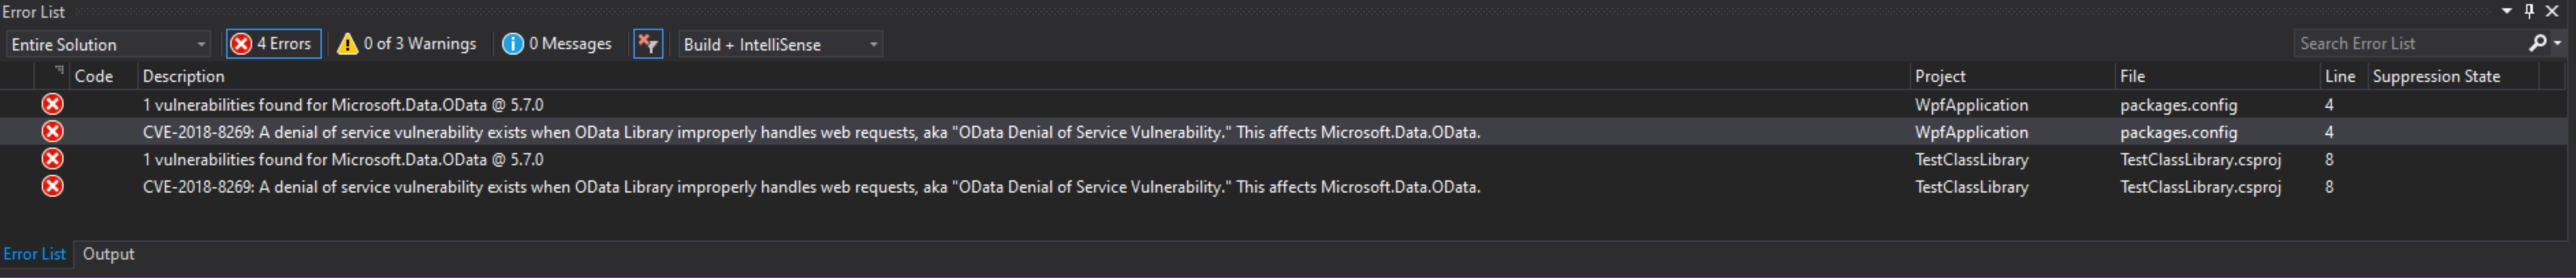 Error List
Entire Solution 4 Errors 0 of 3 Warnings 0 Messages Build + IntelliSense Search Error List
Code Description Project File Line Suppression State
1 vulnerabilities found for Microsoft.Data.OData @ 5.7.0 WpfApplication packages.config 4
CVE-2018-8269: A denial of service vulnerability exists when OData Library improperly handles web requests, aka "OData Denial of Service Vulnerability." This affects Microsoft.Data.OData. WpfApplication packages.config 4
1 vulnerabilities found for Microsoft.Data.OData @ 5.7.0 TestClassLibrary TestClassLibrary.csproj 8
CVE-2018-8269: A denial of service vulnerability exists when OData Library improperly handles web requests, aka "OData Denial of Service Vulnerability." This affects Microsoft.Data.OData. TestClassLibrary TestClassLibrary.csproj 8
Error List Output